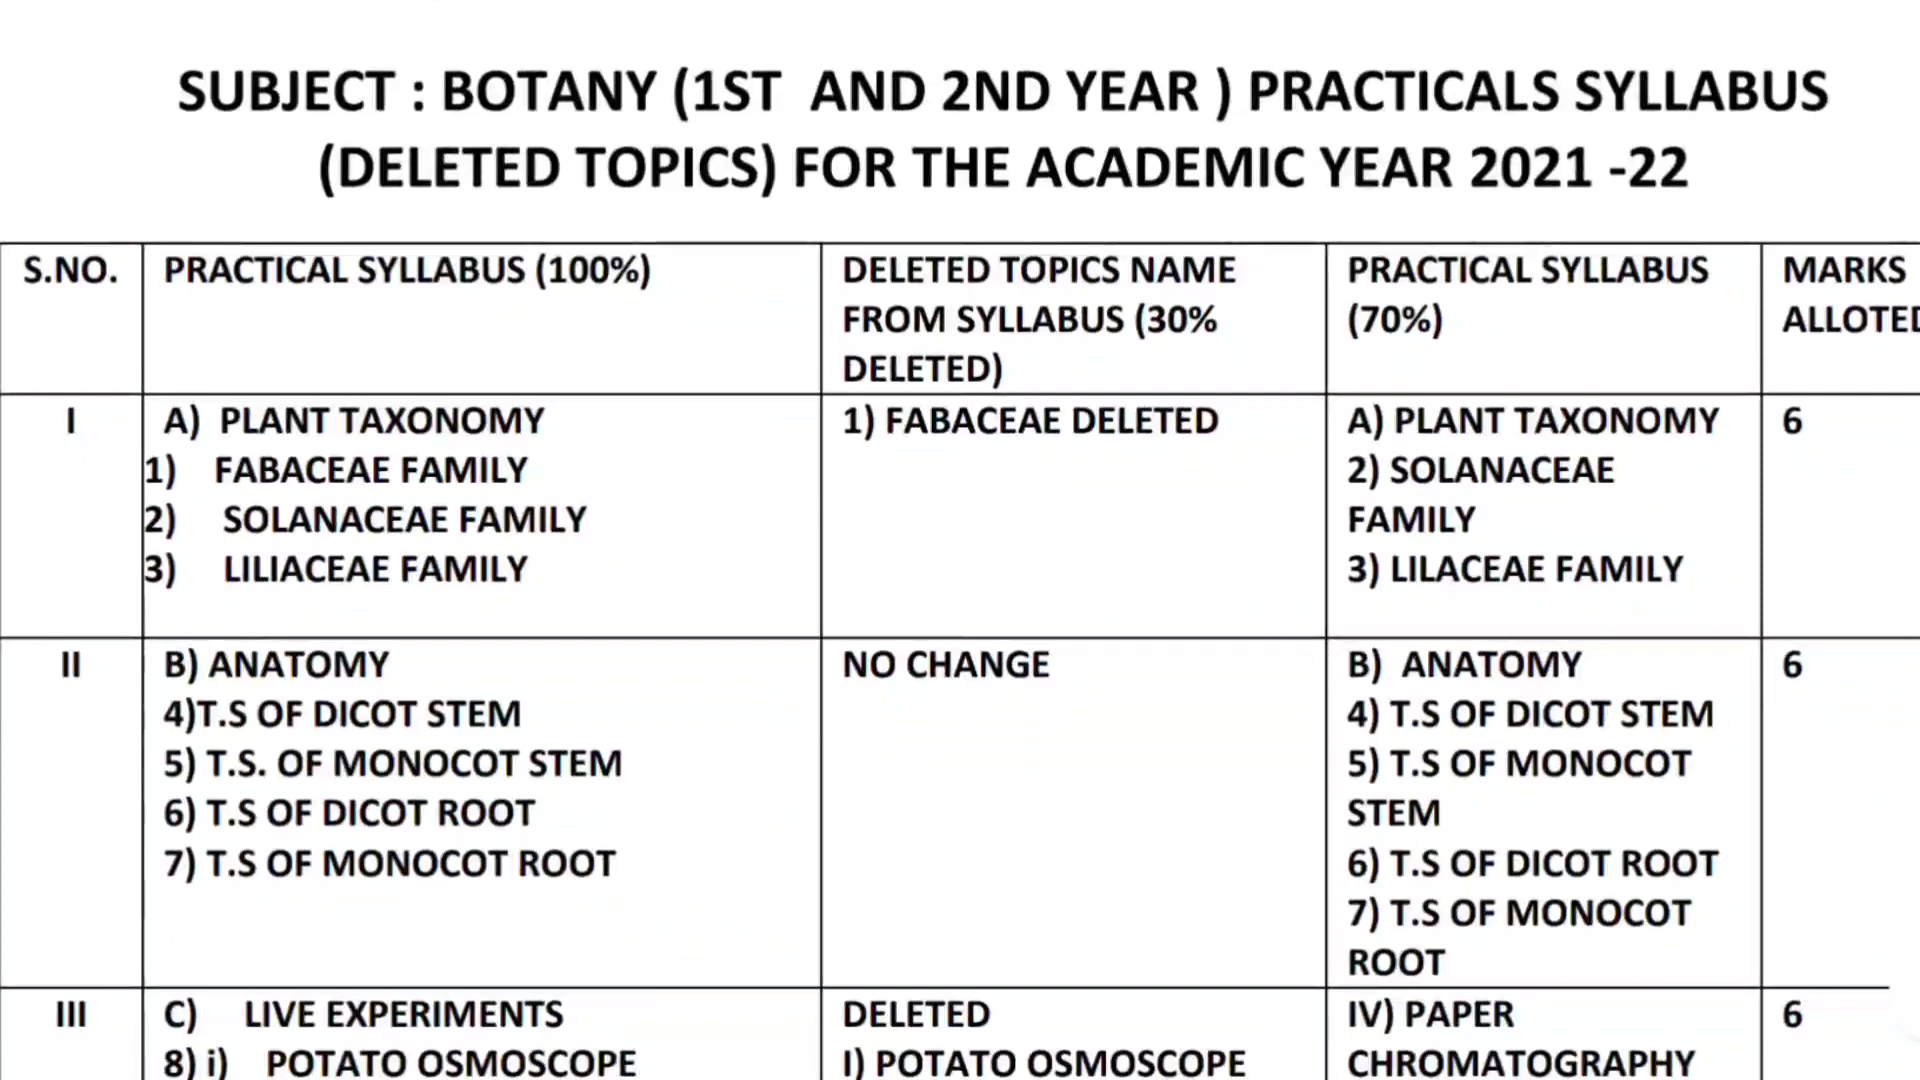 SUBJECT : BOTANY (1ST AND 2ND YEAR ) PRACTICALS SYLLABUS
(DELETED TOPICS) FOR THE ACADEMIC YEAR 2021 -22
S.NO.
PRACTICAL SYLLABUS (100%)
DELETED TOPICS NAME
FROM SYLLABUS (30%
DELETED)
PRACTICAL SYLLABUS
(70%)
MARKS
ALLOTED
I
A) PLANT TAXONOMY
1) FABACEAE FAMILY
2) SOLANACEAE FAMILY
3) LILIACEAE FAMILY
1) FABACEAE DELETED
A) PLANT TAXONOMY
2) SOLANACEAE
FAMILY
3) LILACEAE FAMILY
6
II
B) ANATOMY
4)T.S OF DICOT STEM
5) T.S. OF MONOCOT STEM
6) T.S OF DICOT ROOT
7) T.S OF MONOCOT ROOT
NO CHANGE
B) ANATOMY
4) T.S OF DICOT STEM
5) T.S OF MONOCOT
STEM
6) T.S OF DICOT ROOT
7) T.S OF MONOCOT
ROOT
6
III
C) LIVE EXPERIMENTS
8) i) POTATO OSMOSCOPE
DELETED
I) POTATO OSMOSCOPE
IV) PAPER
CHROMATOGRAPHY
6